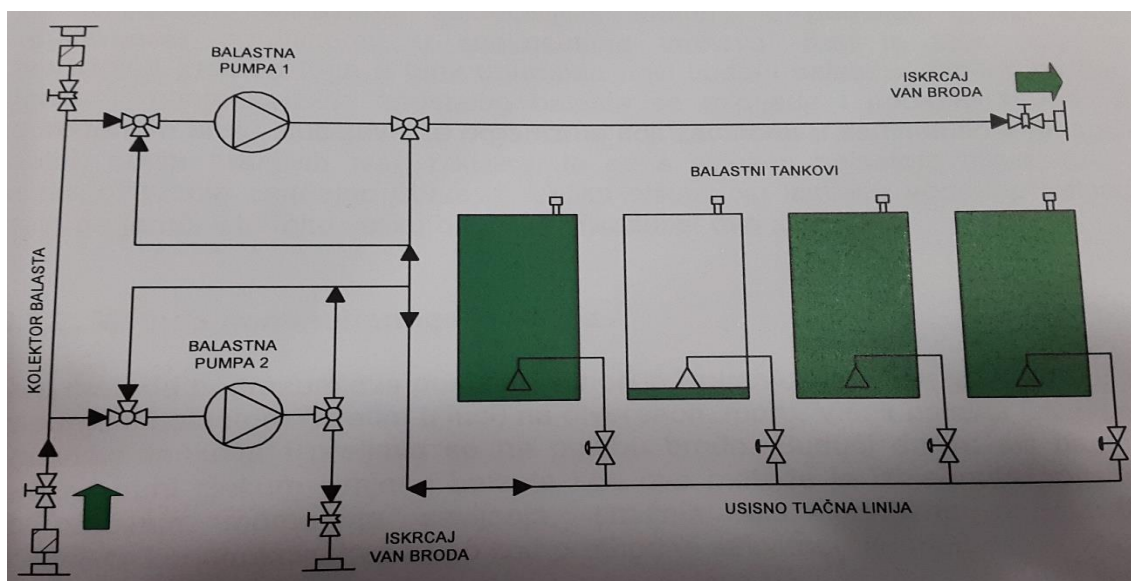 BALASTNA
PUMPA 1
ISKRCAJ
VAN BRODA
BALASTNI TANKOVI
KOLEKTOR BALASTA
BALASTNA
PUMPA 2
ISKRCAJ
VAN BRODA
USISNO TLAČNA LINIJA